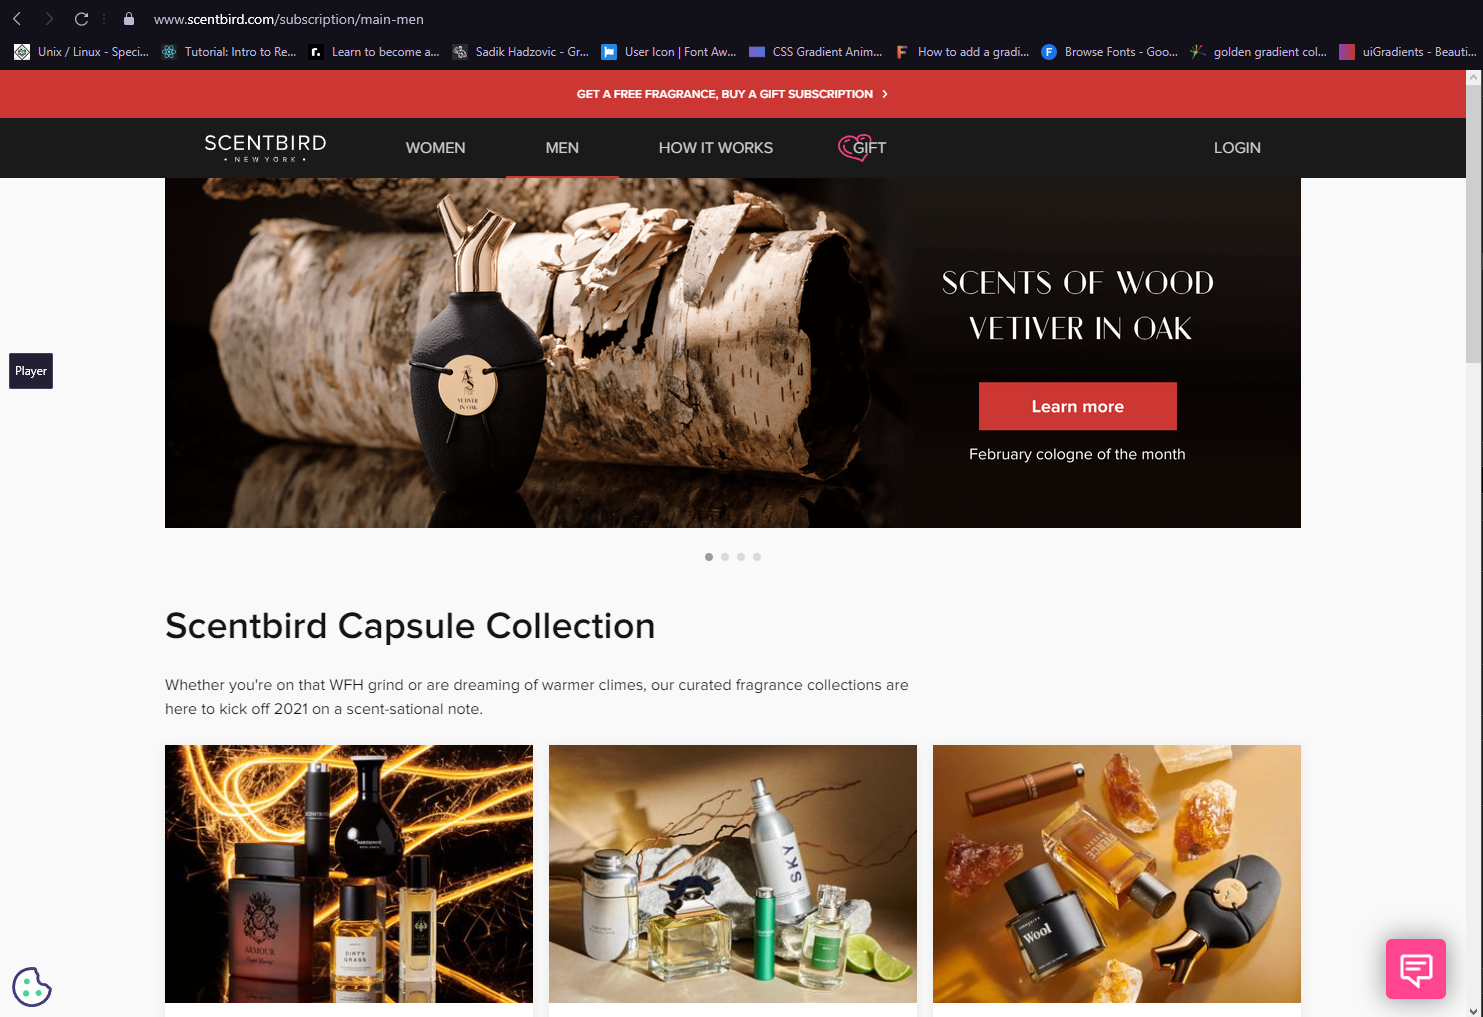 www.scentbird.com/subscription/main-men
Unix / Linux - Speci... Tutorial: Intro to Re... Learn to become a... Sadik Hadzovic - Gr... User Icon | Font Aw... CSS Gradient Anim... How to add a gradi... Browse Fonts - Goo... golden gradient col... uiGradients - Beauti...
GET A FREE FRAGRANCE, BUY A GIFT SUBSCRIPTION >
SCENTBIRD
• NEW YORK •
WOMEN MEN HOW IT WORKS GIFT LOGIN
SCENTS OF WOOD
VETIVER IN OAK
VETIVER
IN OAK
Learn more
February cologne of the month
Player
Scentbird Capsule Collection
Whether you're on that WFH grind or are dreaming of warmer climes, our curated fragrance collections are
here to kick off 2021 on a scent-sational note.
ARMOUR
DIRTY
GRASS
SKY
Wool